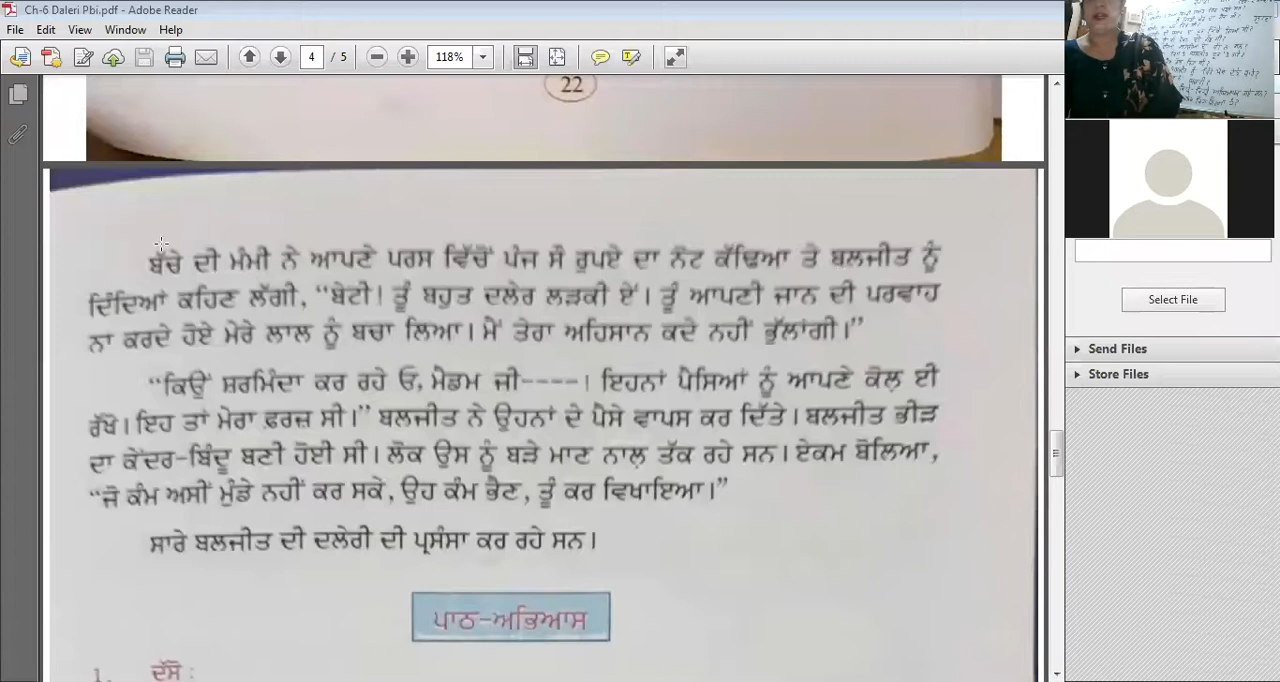 Ch-6 Daleri Pbi.pdf - Adobe Reader
File Edit View Window Help
4 / 5 118%
22
ਬੱਚੇ ਦੀ ਮੰਮੀ ਨੇ ਆਪਣੇ ਪਰਸ ਵਿੱਚੋਂ ਪੰਜ ਸੌ ਰੁਪਏ ਦਾ ਨੋਟ ਕੱਢਿਆ ਤੇ ਬਲਜੀਤ ਨੂੰ
ਦਿੰਦਿਆਂ ਕਹਿਣ ਲੱਗੀ, “ਬੇਟੀ! ਤੂੰ ਬਹੁਤ ਦਲੇਰ ਲੜਕੀ ਏਂ। ਤੂੰ ਆਪਣੀ ਜਾਨ ਦੀ ਪਰਵਾਹ
ਨਾ ਕਰਦੇ ਹੋਏ ਮੇਰੇ ਲਾਲ ਨੂੰ ਬਚਾ ਲਿਆ। ਮੈਂ ਤੇਰਾ ਅਹਿਸਾਨ ਕਦੇ ਨਹੀਂ ਭੁੱਲਾਂਗੀ।”
“ਕਿਉਂ ਸ਼ਰਮਿੰਦਾ ਕਰ ਰਹੇ ਓ, ਮੈਡਮ ਜੀ----! ਇਹਨਾਂ ਪੈਸਿਆਂ ਨੂੰ ਆਪਣੇ ਕੋਲ਼ ਈ
ਰੱਖੋ। ਇਹ ਤਾਂ ਮੇਰਾ ਫ਼ਰਜ਼ ਸੀ।” ਬਲਜੀਤ ਨੇ ਉਹਨਾਂ ਦੇ ਪੈਸੇ ਵਾਪਸ ਕਰ ਦਿੱਤੇ। ਬਲਜੀਤ ਭੀੜ
ਦਾ ਕੇਂਦਰ-ਬਿੰਦੂ ਬਣੀ ਹੋਈ ਸੀ। ਲੋਕ ਉਸ ਨੂੰ ਬੜੇ ਮਾਣ ਨਾਲ਼ ਤੱਕ ਰਹੇ ਸਨ। ਏਕਮ ਬੋਲਿਆ,
“ਜੋ ਕੰਮ ਅਸੀਂ ਮੁੰਡੇ ਨਹੀਂ ਕਰ ਸਕੇ, ਉਹ ਕੰਮ ਭੈਣ, ਤੂੰ ਕਰ ਵਿਖਾਇਆ।”
ਸਾਰੇ ਬਲਜੀਤ ਦੀ ਦਲੇਰੀ ਦੀ ਪ੍ਰਸੰਸਾ ਕਰ ਰਹੇ ਸਨ।
ਪਾਠ-ਅਭਿਆਸ
1. ਦੱਸੋ :
Select File
Send Files
Store Files